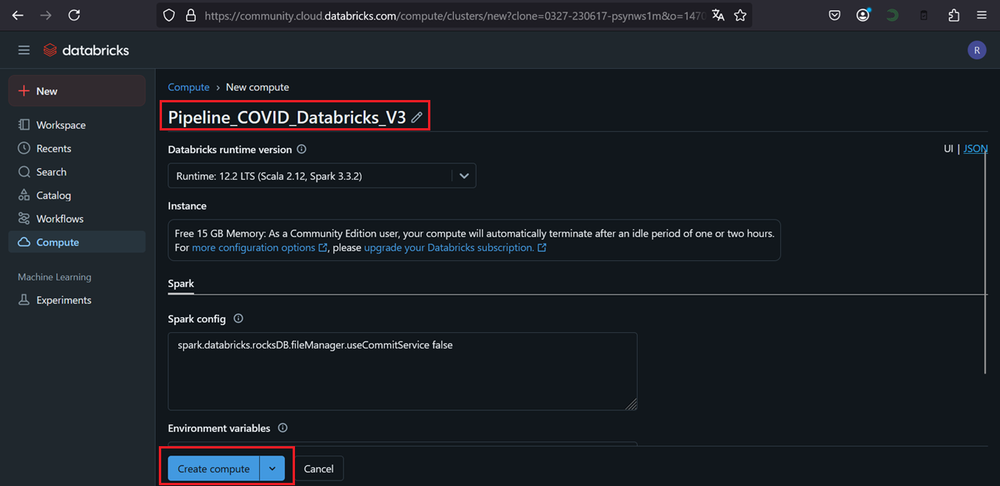 https://community.cloud.databricks.com/compute/clusters/new?clone=0327-230617-psynws1m&o=1470
databricks
R
New
Workspace
Recents
Search
Catalog
Workflows
Compute
Machine Learning
Experiments
Compute › New compute
Pipeline_COVID_Databricks_V3
Databricks runtime version
UI | JSON
Runtime: 12.2 LTS (Scala 2.12, Spark 3.3.2)
Instance
Free 15 GB Memory: As a Community Edition user, your compute will automatically terminate after an idle period of one or two hours.
For more configuration options, please upgrade your Databricks subscription.
Spark
Spark config
spark.databricks.rocksDB.fileManager.useCommitService false
Environment variables
Create compute
Cancel